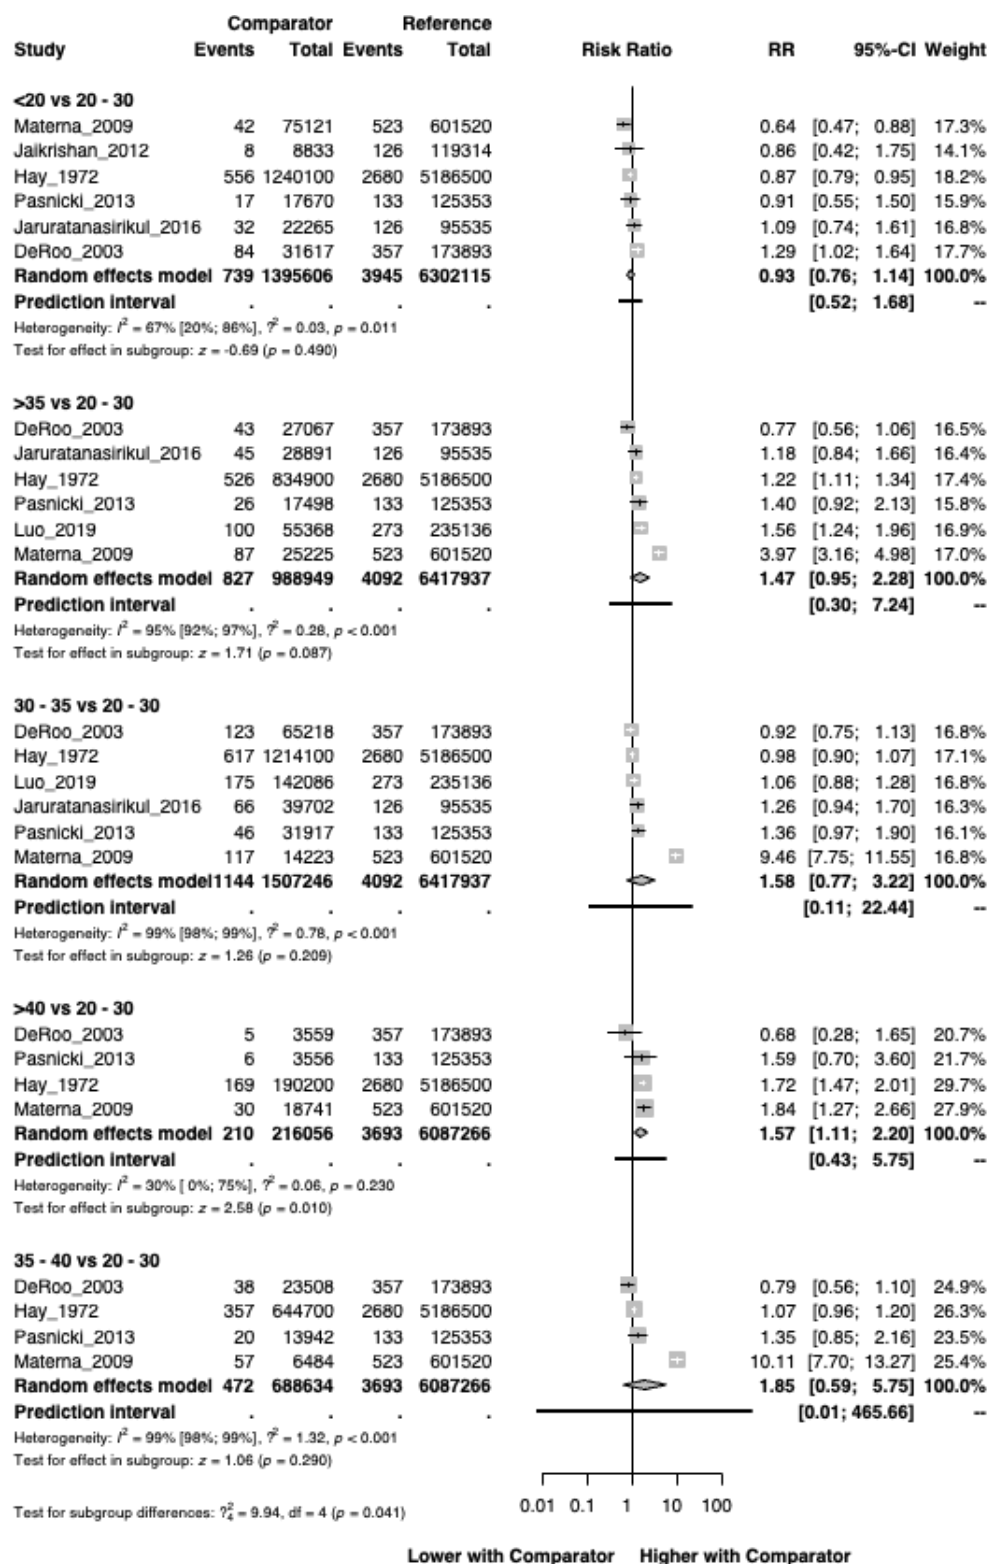 Comparator Reference
Study Events Total Events Total Risk Ratio RR 95%-CI Weight
<20 vs 20 - 30
Materna_2009 42 75121 523 601520 0.64 [0.47; 0.88] 17.3%
Jaikrishan_2012 8 8833 126 119314 0.86 [0.42; 1.75] 14.1%
Hay_1972 556 1240100 2680 5186500 0.87 [0.79; 0.95] 18.2%
Pasnicki_2013 17 17670 133 125353 0.91 [0.55; 1.50] 15.9%
Jaruratanasirikul_2016 32 22265 126 95535 1.09 [0.74; 1.61] 16.8%
DeRoo_2003 84 31617 357 173893 1.29 [1.02; 1.64] 17.7%
Random effects model 739 1395606 3945 6302115 0.93 [0.76; 1.14] 100.0%
Prediction interval . . . . [0.52; 1.68] --
Heterogeneity: I² = 67% [20%; 86%], ?² = 0.03, p = 0.011
Test for effect in subgroup: z = -0.69 (p = 0.490)
>35 vs 20 - 30
DeRoo_2003 43 27067 357 173893 0.77 [0.56; 1.06] 16.5%
Jaruratanasirikul_2016 45 28891 126 95535 1.18 [0.84; 1.66] 16.4%
Hay_1972 526 834900 2680 5186500 1.22 [1.11; 1.34] 17.4%
Pasnicki_2013 26 17498 133 125353 1.40 [0.92; 2.13] 15.8%
Luo_2019 100 55368 273 235136 1.56 [1.24; 1.96] 16.9%
Materna_2009 87 25225 523 601520 3.97 [3.16; 4.98] 17.0%
Random effects model 827 988949 4092 6417937 1.47 [0.95; 2.28] 100.0%
Prediction interval . . . . [0.30; 7.24] --
Heterogeneity: I² = 95% [92%; 97%], ?² = 0.28, p < 0.001
Test for effect in subgroup: z = 1.71 (p = 0.087)
30 - 35 vs 20 - 30
DeRoo_2003 123 65218 357 173893 0.92 [0.75; 1.13] 16.8%
Hay_1972 617 1214100 2680 5186500 0.98 [0.90; 1.07] 17.1%
Luo_2019 175 142086 273 235136 1.06 [0.88; 1.28] 16.8%
Jaruratanasirikul_2016 66 39702 126 95535 1.26 [0.94; 1.70] 16.3%
Pasnicki_2013 46 31917 133 125353 1.36 [0.97; 1.90] 16.1%
Materna_2009 117 14223 523 601520 9.46 [7.75; 11.55] 16.8%
Random effects model1144 1507246 4092 6417937 1.58 [0.77; 3.22] 100.0%
Prediction interval . . . . [0.11; 22.44] --
Heterogeneity: I² = 99% [98%; 99%], ?² = 0.78, p < 0.001
Test for effect in subgroup: z = 1.26 (p = 0.209)
>40 vs 20 - 30
DeRoo_2003 5 3559 357 173893 0.68 [0.28; 1.65] 20.7%
Pasnicki_2013 6 3556 133 125353 1.59 [0.70; 3.60] 21.7%
Hay_1972 169 190200 2680 5186500 1.72 [1.47; 2.01] 29.7%
Materna_2009 30 18741 523 601520 1.84 [1.27; 2.66] 27.9%
Random effects model 210 216056 3693 6087266 1.57 [1.11; 2.20] 100.0%
Prediction interval . . . . [0.43; 5.75] --
Heterogeneity: I² = 30% [ 0%; 75%], ?² = 0.06, p = 0.230
Test for effect in subgroup: z = 2.58 (p = 0.010)
35 - 40 vs 20 - 30
DeRoo_2003 38 23508 357 173893 0.79 [0.56; 1.10] 24.9%
Hay_1972 357 644700 2680 5186500 1.07 [0.96; 1.20] 26.3%
Pasnicki_2013 20 13942 133 125353 1.35 [0.85; 2.16] 23.5%
Materna_2009 57 6484 523 601520 10.11 [7.70; 13.27] 25.4%
Random effects model 472 688634 3693 6087266 1.85 [0.59; 5.75] 100.0%
Prediction interval . . . . [0.01; 465.66] --
Heterogeneity: I² = 99% [98%; 99%], ?² = 1.32, p < 0.001
Test for effect in subgroup: z = 1.06 (p = 0.290)
0.01 0.1 1 10 100
Test for subgroup differences: ?²₄ = 9.94, df = 4 (p = 0.041)
Lower with Comparator Higher with Comparator